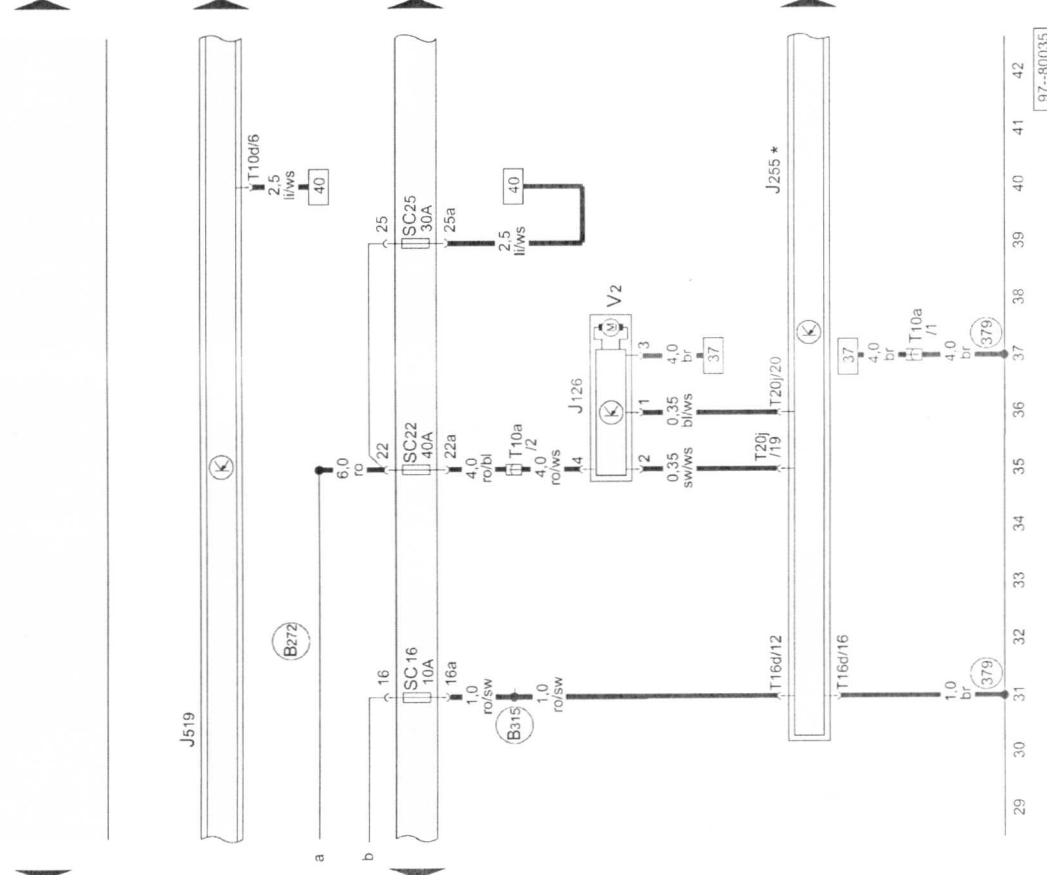 J519
T10d/6
2,5
li/ws
40
B272
6,0
ro
a
b
16
22
25
SC16
10A
SC22
40A
SC25
30A
16a
22a
25a
1,0
ro/sw
B315
1,0
ro/sw
4,0
ro/bl
T10a
/2
4,0
ro/ws
2,5
li/ws
40
J126
4
K
M
V2
2
1
3
0,35
sw/ws
0,35
bl/ws
4,0
br
37
T16d/12
T20j
/19
T20j/20
J255 *
K
K
T16d/16
1,0
br
379
37
4,0
br
T10a
/1
4,0
br
379
29
30
31
32
33
34
35
36
37
38
39
40
41
42
97--80035